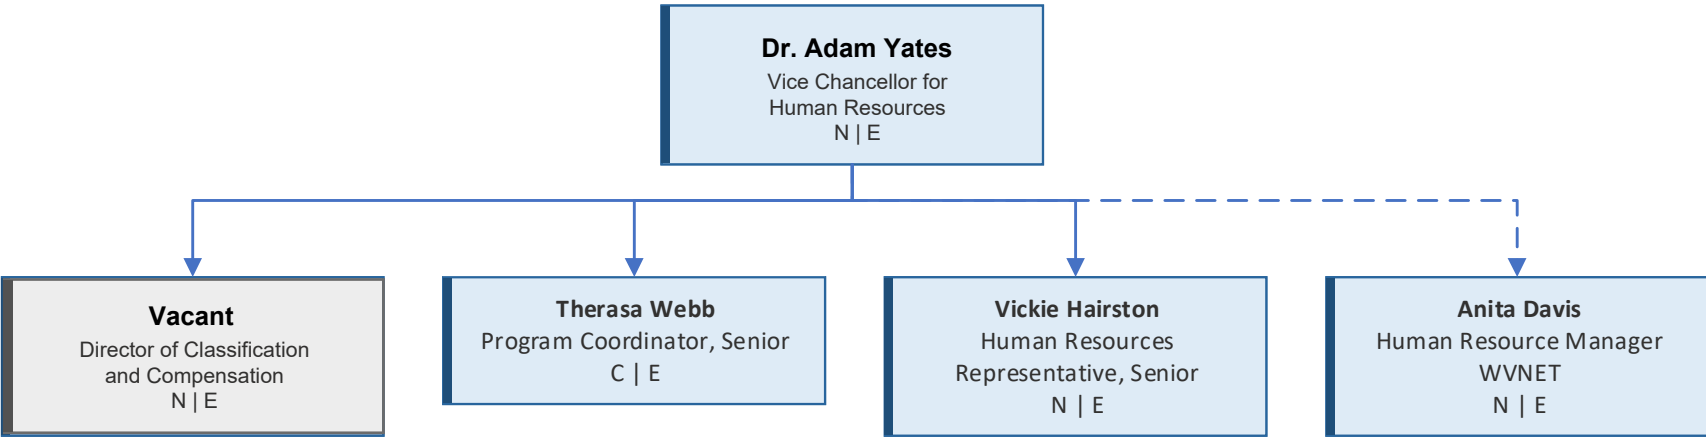 Dr. Adam Yates
Vice Chancellor for
Human Resources
N | E
Vacant
Director of Classification
and Compensation
N | E
Therasa Webb
Program Coordinator, Senior
C | E
Vickie Hairston
Human Resources
Representative, Senior
N | E
Anita Davis
Human Resource Manager
WVNET
N | E